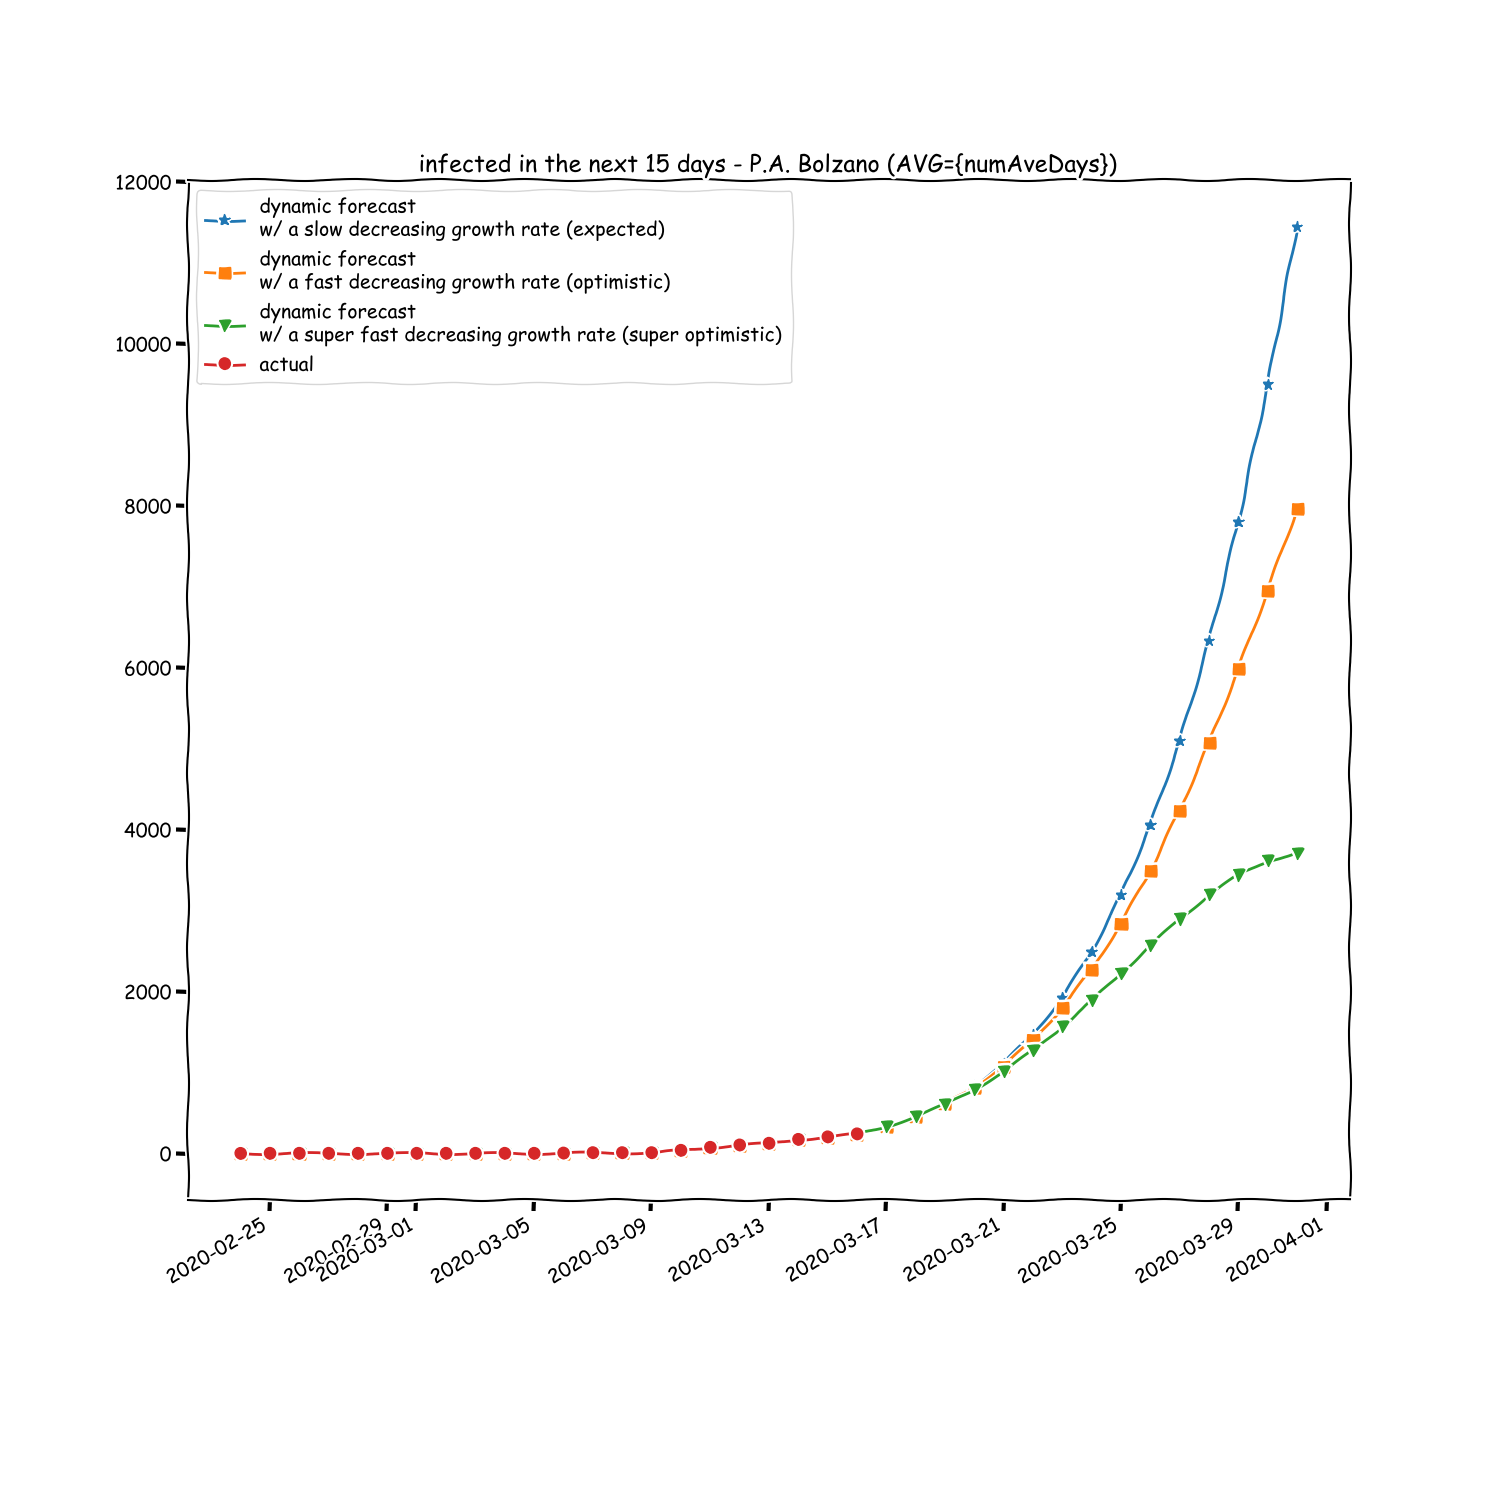 infected in the next 15 days - P.A. Bolzano (AVG={numAveDays})
12000
10000
8000
6000
4000
2000
0
dynamic forecast
w/ a slow decreasing growth rate (expected)
dynamic forecast
w/ a fast decreasing growth rate (optimistic)
dynamic forecast
w/ a super fast decreasing growth rate (super optimistic)
actual
2020-02-25
2020-02-29
2020-03-01
2020-03-05
2020-03-09
2020-03-13
2020-03-17
2020-03-21
2020-03-25
2020-03-29
2020-04-01